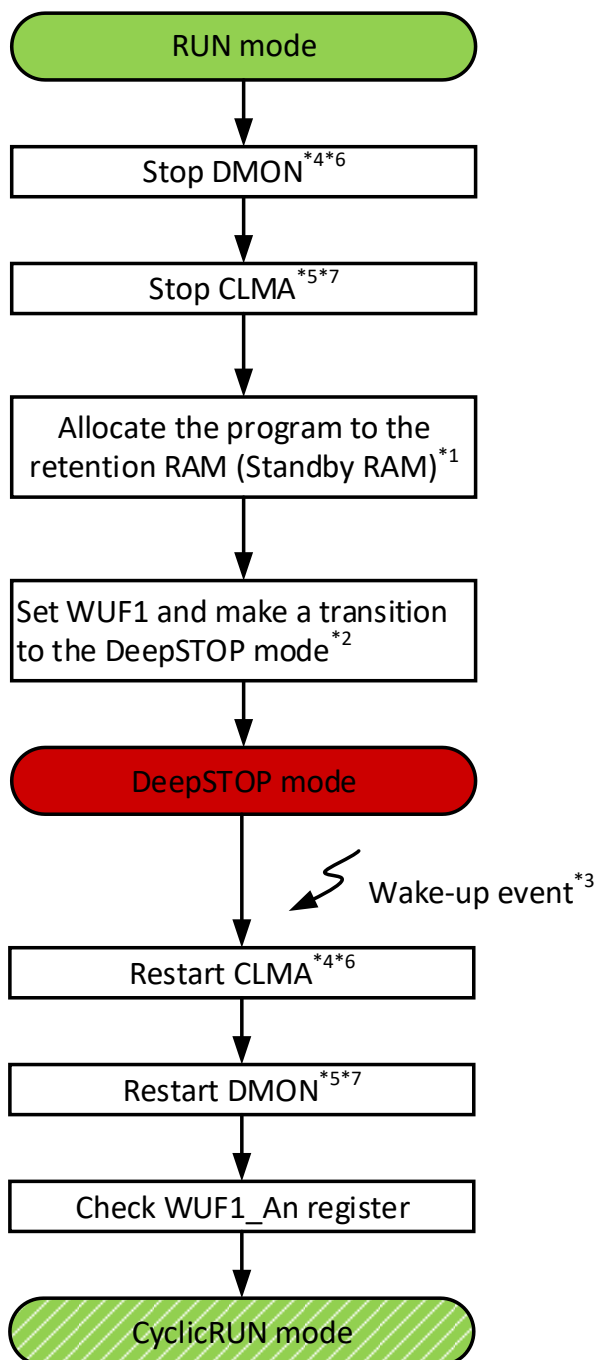 RUN mode
Stop DMON*4*6
Stop CLMA*5*7
Allocate the program to the
retention RAM (Standby RAM)*1
Set WUF1 and make a transition
to the DeepSTOP mode*2
DeepSTOP mode
Wake-up event*3
Restart CLMA*4*6
Restart DMON*5*7
Check WUF1_An register
CyclicRUN mode